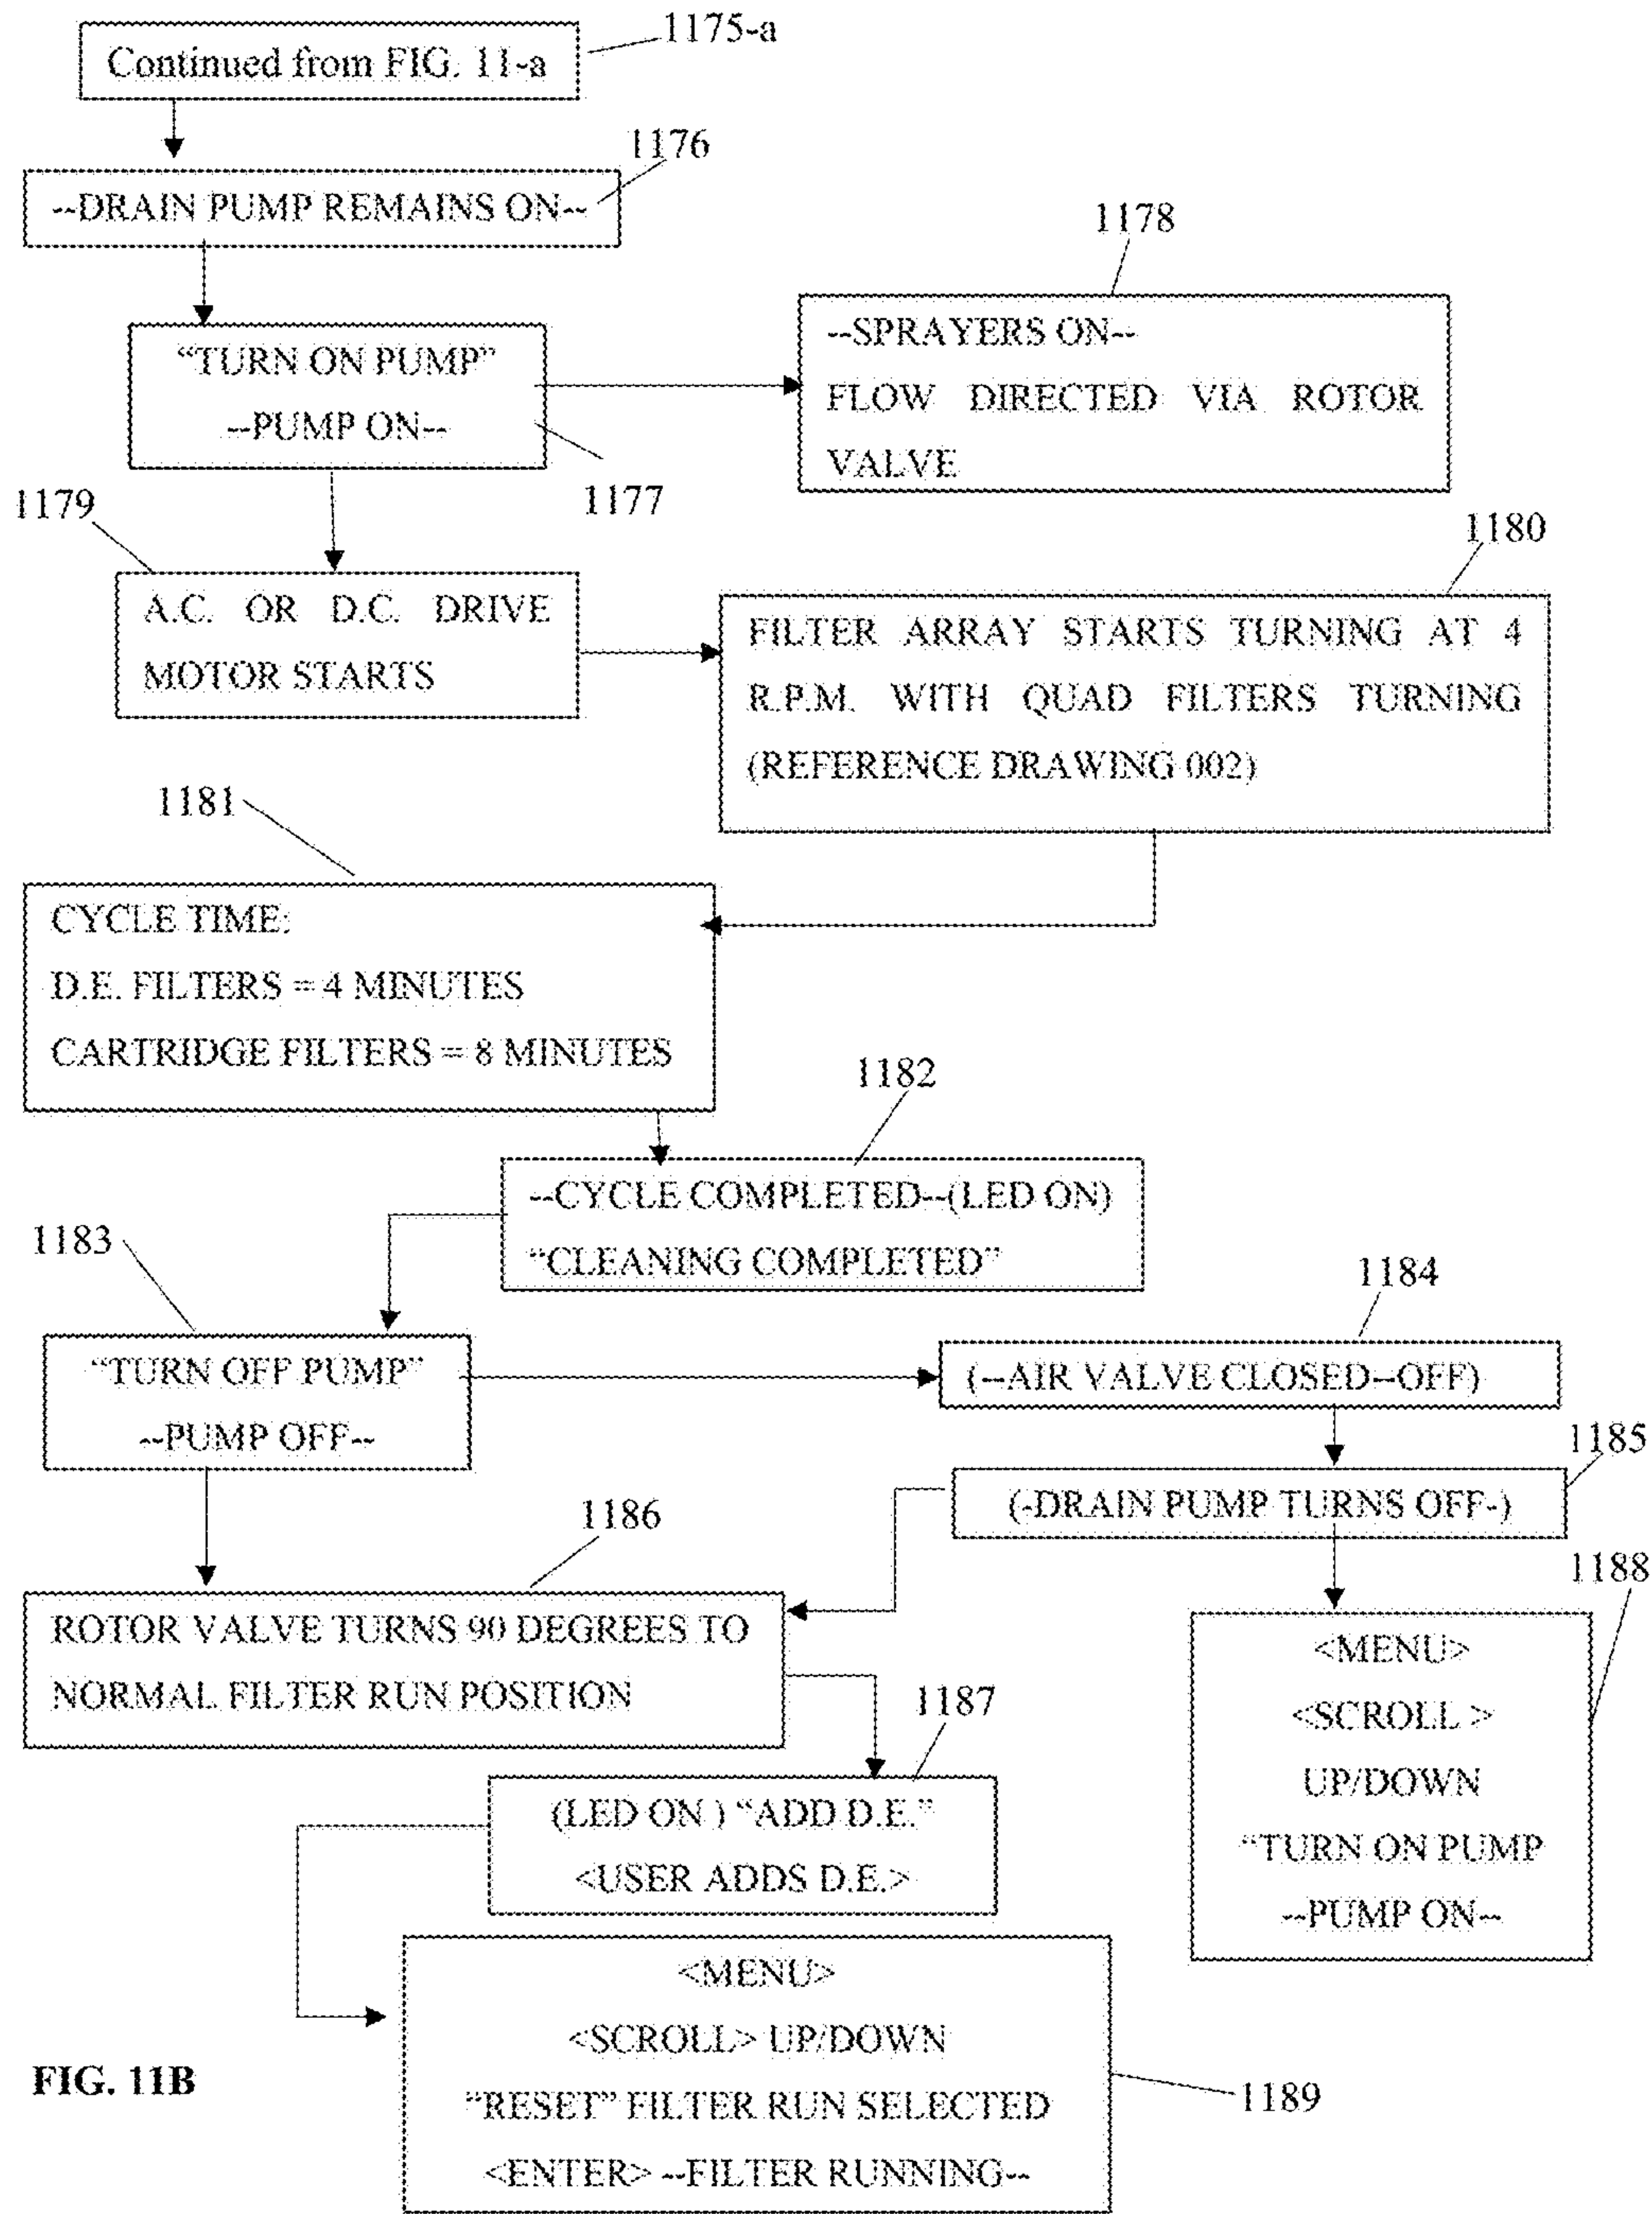 1175-a
Continued from FIG. 11-a
1176
--DRAIN PUMP REMAINS ON--
1178
--SPRAYERS ON--
FLOW DIRECTED VIA ROTOR
VALVE
“TURN ON PUMP”
--PUMP ON--
1177
1179
A.C. OR D.C. DRIVE
MOTOR STARTS
1180
FILTER ARRAY STARTS TURNING AT 4
R.P.M. WITH QUAD FILTERS TURNING
(REFERENCE DRAWING 002)
1181
CYCLE TIME:
D.E. FILTERS = 4 MINUTES
CARTRIDGE FILTERS = 8 MINUTES
1182
--CYCLE COMPLETED--(LED ON)
“CLEANING COMPLETED”
1183
“TURN OFF PUMP”
--PUMP OFF--
1184
(--AIR VALVE CLOSED--OFF)
1185
(-DRAIN PUMP TURNS OFF-)
1186
ROTOR VALVE TURNS 90 DEGREES TO
NORMAL FILTER RUN POSITION
1188
<MENU>
<SCROLL >
UP/DOWN
“TURN ON PUMP
--PUMP ON--
1187
(LED ON ) “ADD D.E.”
<USER ADDS D.E.>
<MENU>
<SCROLL> UP/DOWN
“RESET” FILTER RUN SELECTED
<ENTER> --FILTER RUNNING--
1189
FIG. 11B